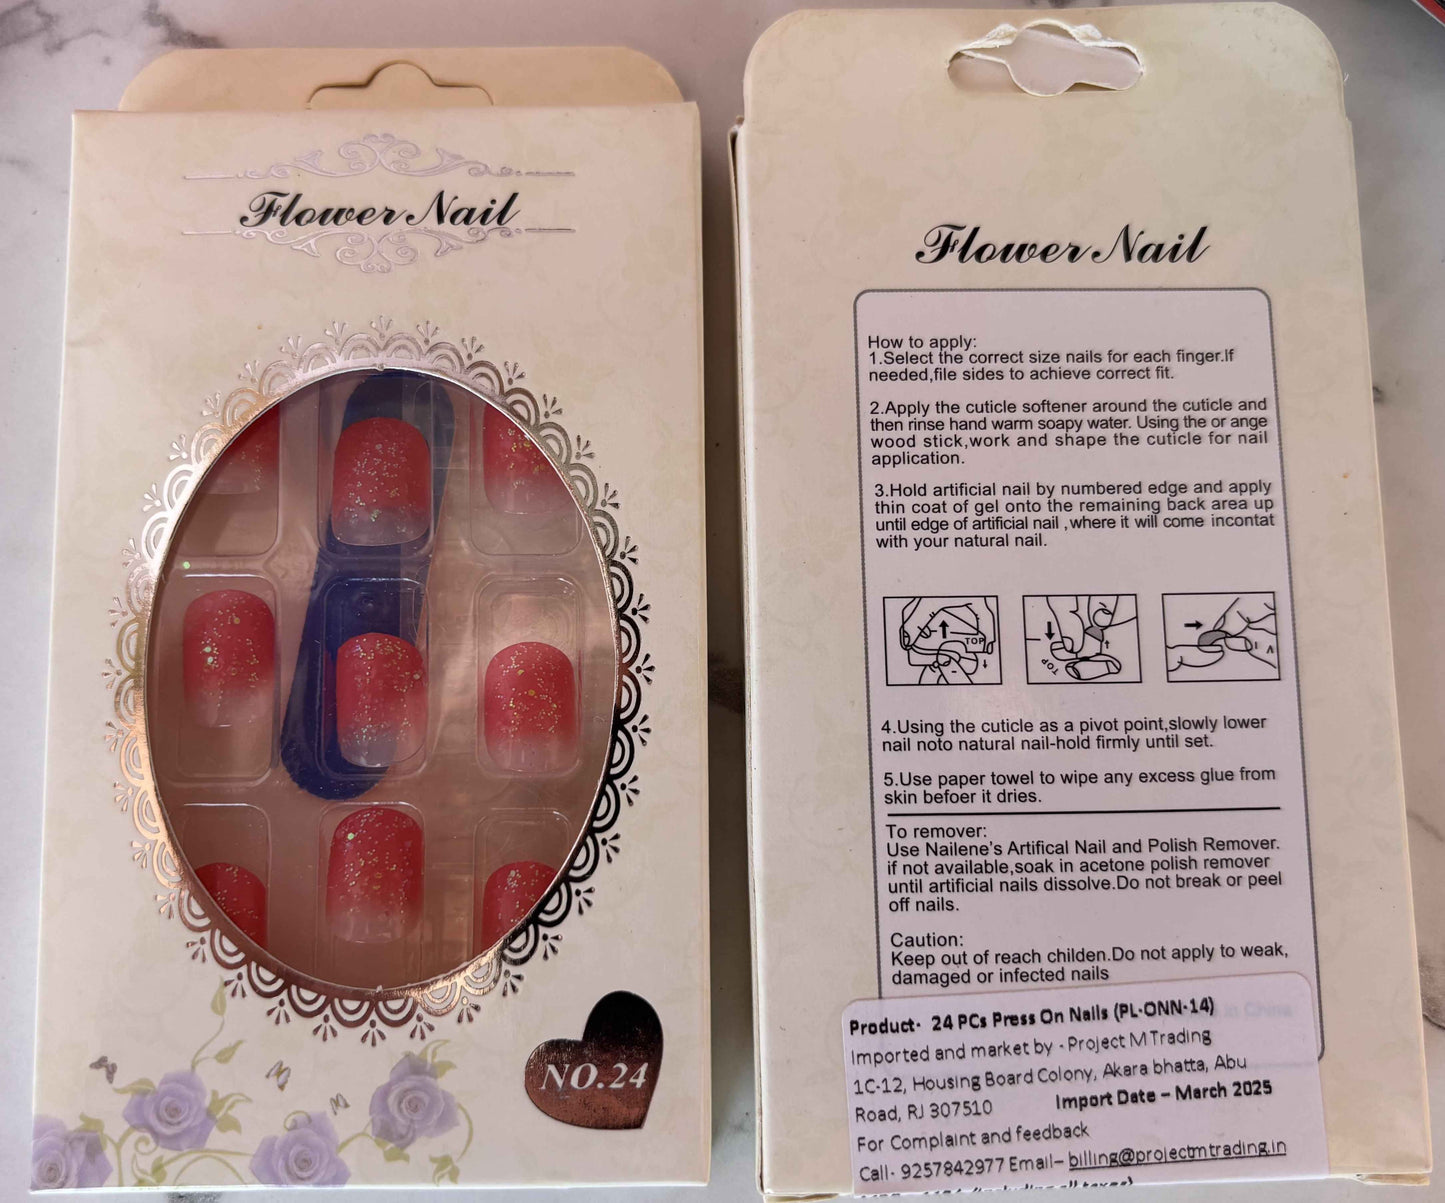 Flower Nail
NO.24
Flower Nail
How to apply:
1.Select the correct size nails for each finger.If
needed,file sides to achieve correct fit.
2.Apply the cuticle softener around the cuticle and
then rinse hand warm soapy water. Using the or ange
wood stick,work and shape the cuticle for nail
application.
3.Hold artificial nail by numbered edge and apply
thin coat of gel onto the remaining back area up
until edge of artificial nail ,where it will come incontat
with your natural nail.
TOP
TOP
4.Using the cuticle as a pivot point,slowly lower
nail noto natural nail-hold firmly until set.
5.Use paper towel to wipe any excess glue from
skin befoer it dries.
To remover:
Use Nailene's Artifical Nail and Polish Remover.
if not available,soak in acetone polish remover
until artificial nails dissolve.Do not break or peel
off nails.
Caution:
Keep out of reach childen.Do not apply to weak,
damaged or infected nails
in China
Product- 24 PCs Press On Nails (PL-ONN-14)
Imported and market by - Project M Trading
1C-12, Housing Board Colony, Akara bhatta, Abu
Road, RJ 307510 Import Date – March 2025
For Complaint and feedback
Call- 9257842977 Email– billing@projectmtrading.in
(Including all taxes)